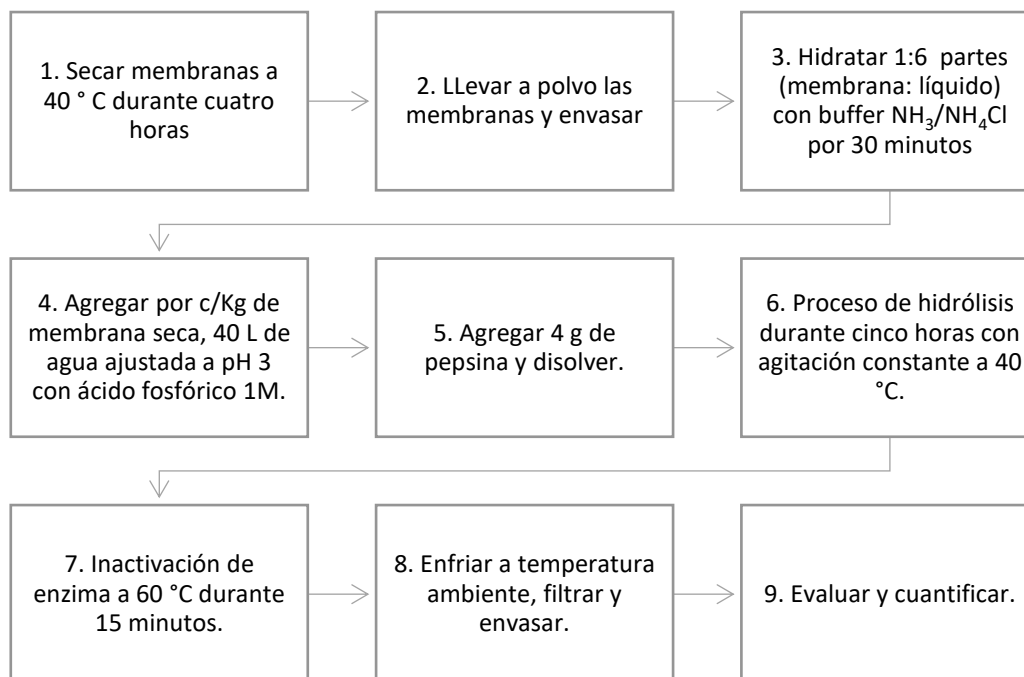 1. Secar membranas a
40 ° C durante cuatro
horas
2. LLevar a polvo las
membranas y envasar
3. Hidratar 1:6 partes
(membrana: líquido)
con buffer NH₃/NH₄Cl
por 30 minutos
4. Agregar por c/Kg de
membrana seca, 40 L de
agua ajustada a pH 3
con ácido fosfórico 1M.
5. Agregar 4 g de
pepsina y disolver.
6. Proceso de hidrólisis
durante cinco horas con
agitación constante a 40
°C.
7. Inactivación de
enzima a 60 °C durante
15 minutos.
8. Enfriar a temperatura
ambiente, filtrar y
envasar.
9. Evaluar y cuantificar.